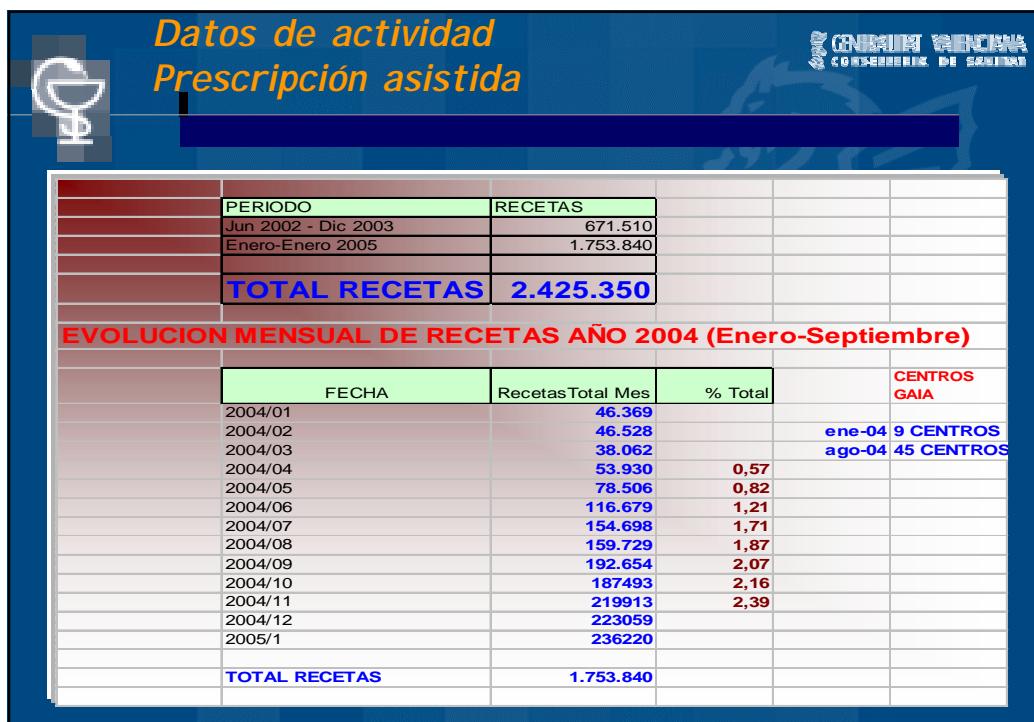 Datos de actividad
Prescripción asistida
GENERALITAT VALENCIANA
CONSELLERIA DE SANITAT
PERIODO RECETAS
Jun 2002 - Dic 2003 671.510
Enero-Enero 2005 1.753.840
TOTAL RECETAS 2.425.350
EVOLUCION MENSUAL DE RECETAS AÑO 2004 (Enero-Septiembre)
FECHA RecetasTotal Mes % Total CENTROS GAIA
2004/01 46.369
2004/02 46.528 ene-04 9 CENTROS
2004/03 38.062 ago-04 45 CENTROS
2004/04 53.930 0,57
2004/05 78.506 0,82
2004/06 116.679 1,21
2004/07 154.698 1,71
2004/08 159.729 1,87
2004/09 192.654 2,07
2004/10 187493 2,16
2004/11 219913 2,39
2004/12 223059
2005/1 236220
TOTAL RECETAS 1.753.840